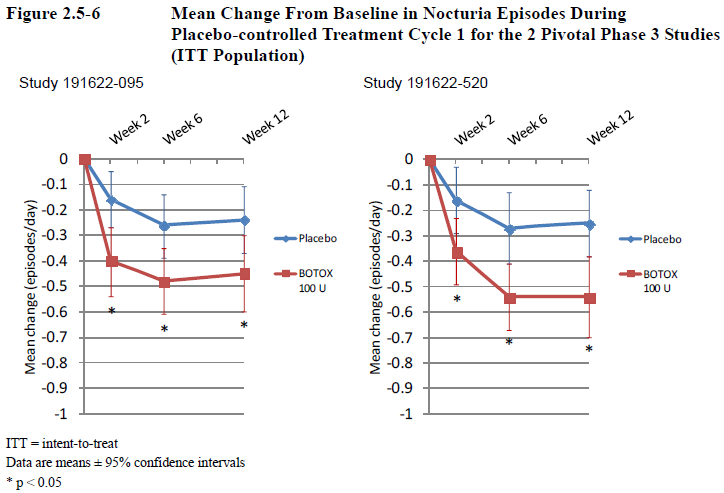 Figure 2.5-6 Mean Change From Baseline in Nocturia Episodes During
Placebo-controlled Treatment Cycle 1 for the 2 Pivotal Phase 3 Studies
(ITT Population)
Study 191622-095
Week 2
Week 6
Week 12
Mean change (episodes/day)
0
-0.1
-0.2
-0.3
-0.4
-0.5
-0.6
-0.7
-0.8
-0.9
-1
*
*
*
Placebo
BOTOX
100 U
Study 191622-520
Week 2
Week 6
Week 12
Mean change (episodes/day)
0
-0.1
-0.2
-0.3
-0.4
-0.5
-0.6
-0.7
-0.8
-0.9
-1
*
*
*
Placebo
BOTOX
100 U
ITT = intent-to-treat
Data are means ± 95% confidence intervals
* p < 0.05